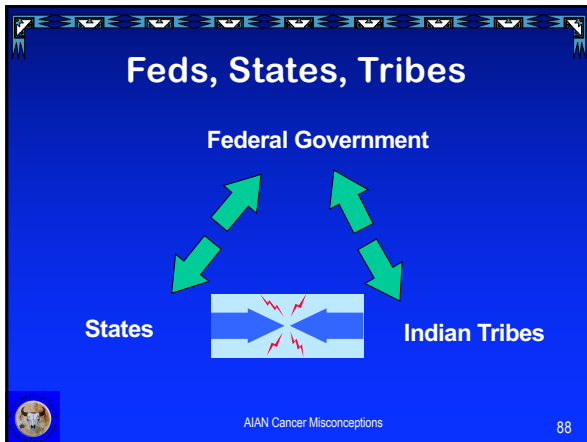 Feds, States, Tribes
Federal Government
States
Indian Tribes
AIAN Cancer Misconceptions
88